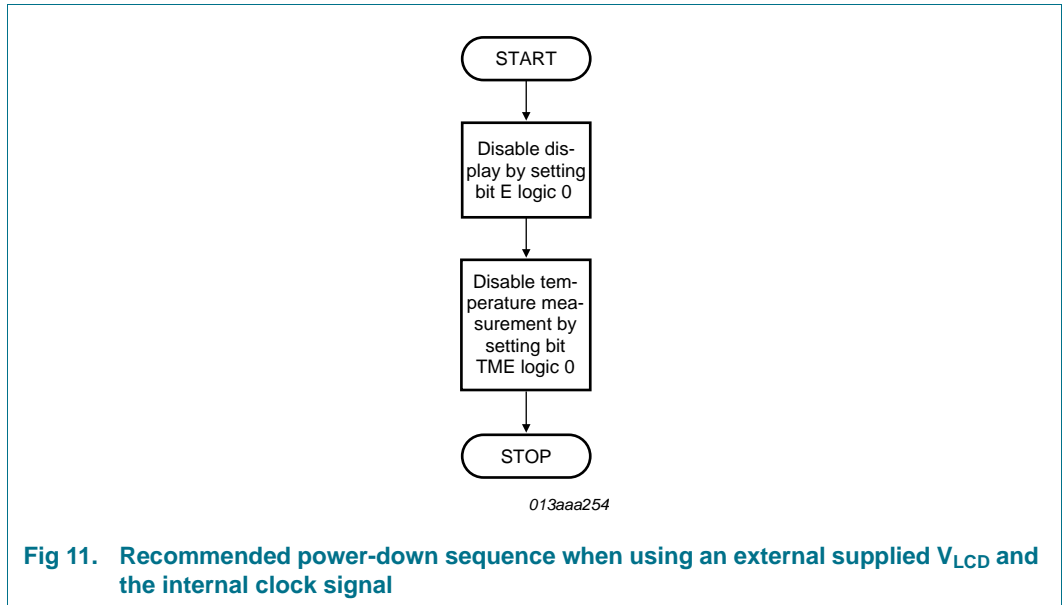 START
Disable dis-
play by setting
bit E logic 0
Disable tem-
perature mea-
surement by
setting bit
TME logic 0
STOP
013aaa254
Fig 11. Recommended power-down sequence when using an external supplied VLCD and
the internal clock signal